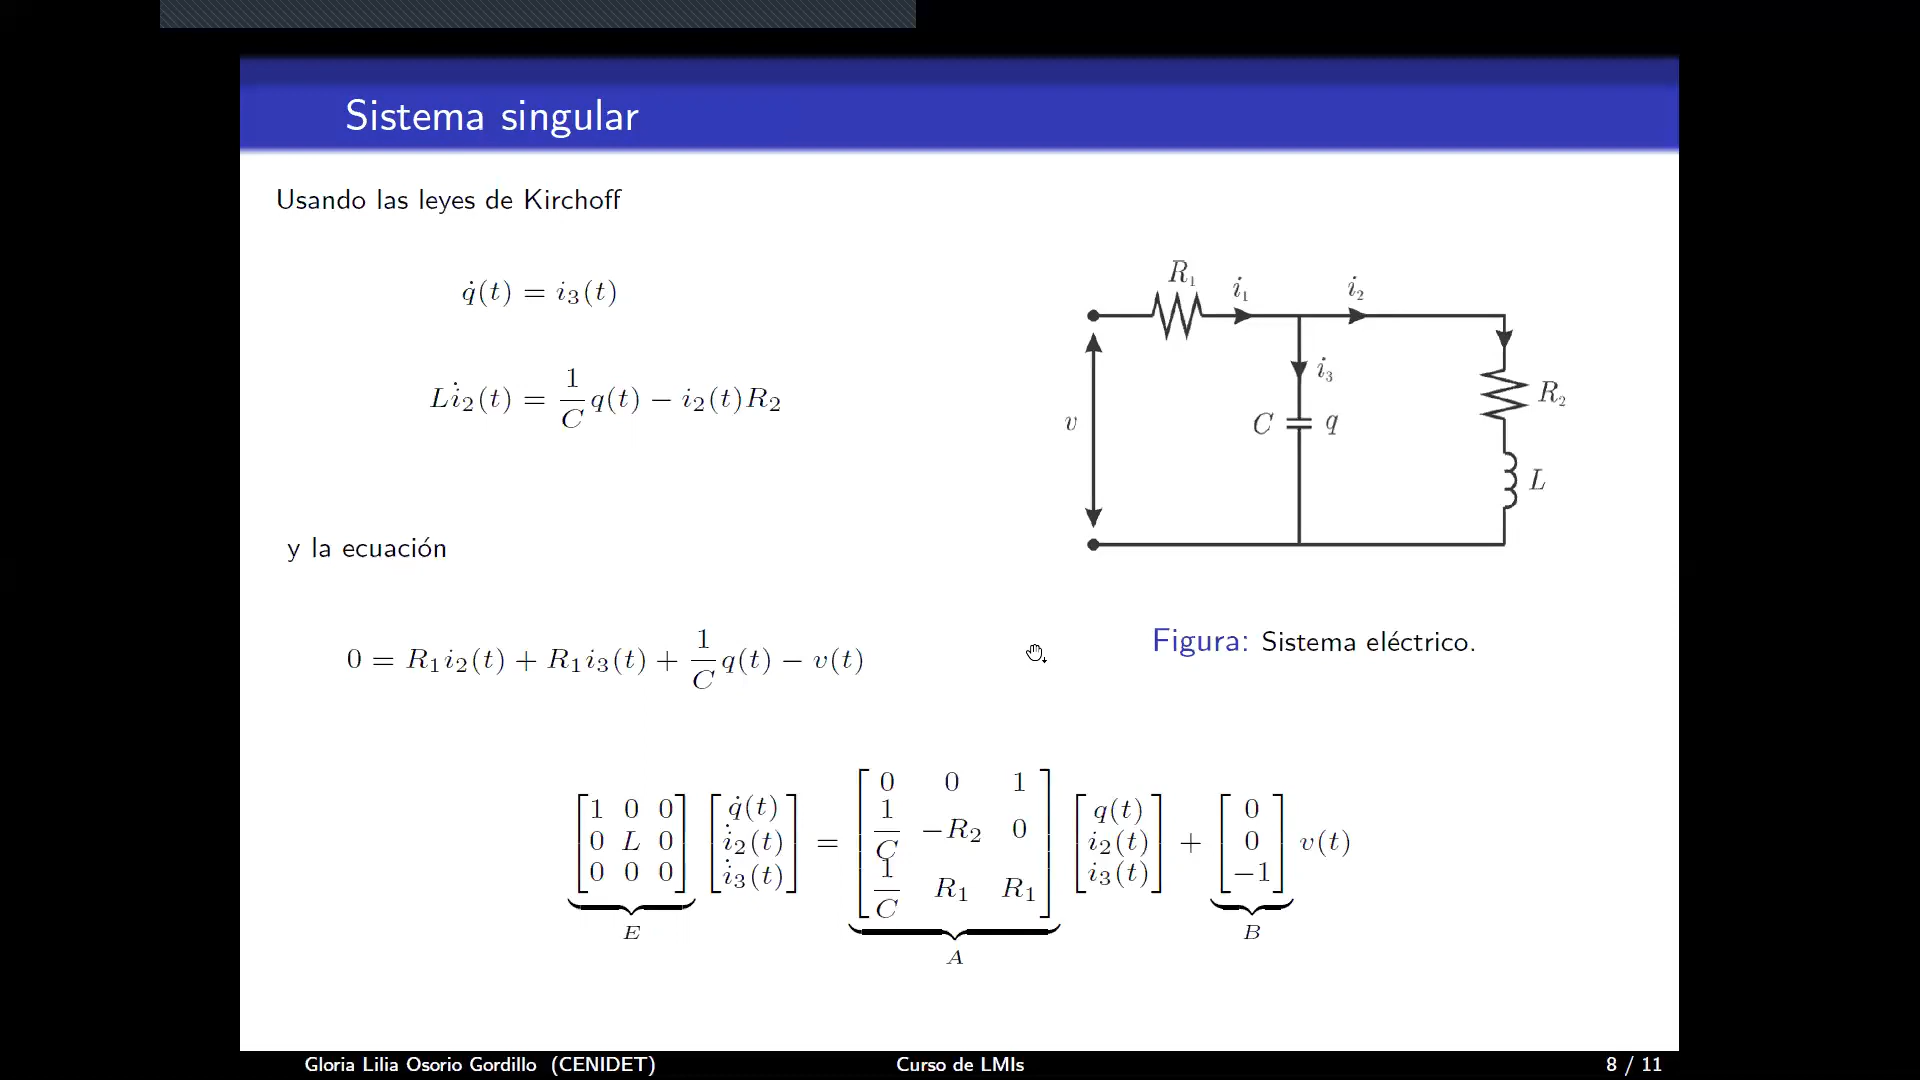 Sistema singular
Usando las leyes de Kirchoff
q̇(t) = i₃(t)
Li̇₂(t) = 1/C q(t) − i₂(t)R₂
y la ecuación
0 = R₁i₂(t) + R₁i₃(t) + 1/C q(t) − v(t)
R₁ i₁ i₂
i₃
v C q R₂
L
Figura: Sistema eléctrico.
[1 0 0; 0 L 0; 0 0 0] [q̇(t); i̇₂(t); i̇₃(t)] = [0 0 1; 1/C −R₂ 0; 1/C R₁ R₁] [q(t); i₂(t); i₃(t)] + [0; 0; −1] v(t)
E A B
Gloria Lilia Osorio Gordillo (CENIDET) Curso de LMIs 8 / 11